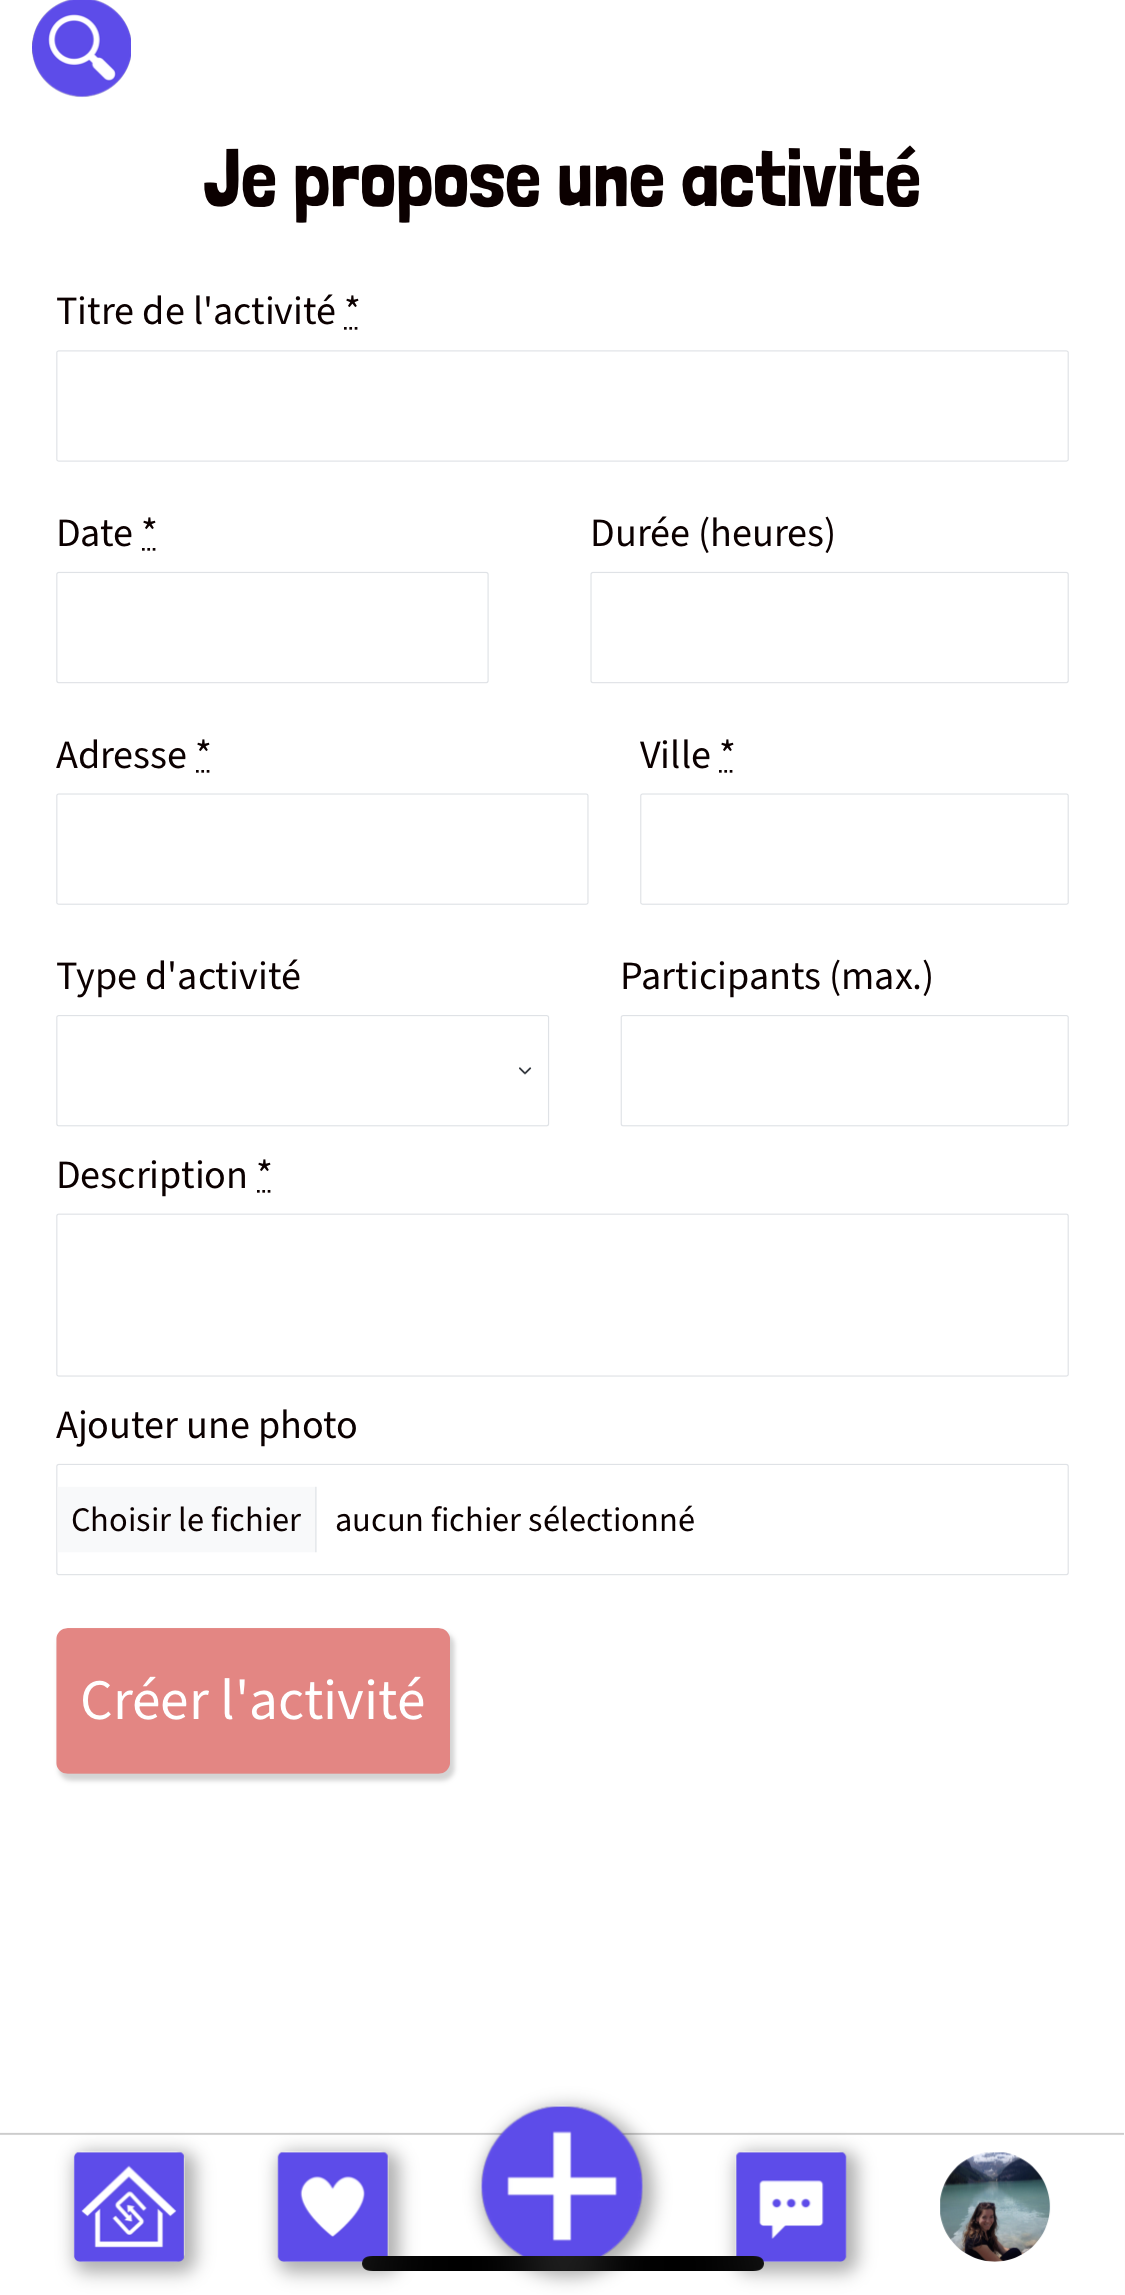 Je propose une activité
Titre de l'activité *
Date *
Durée (heures)
Adresse *
Ville *
Type d'activité
Participants (max.)
Description *
Ajouter une photo
Choisir le fichier aucun fichier sélectionné
Créer l'activité